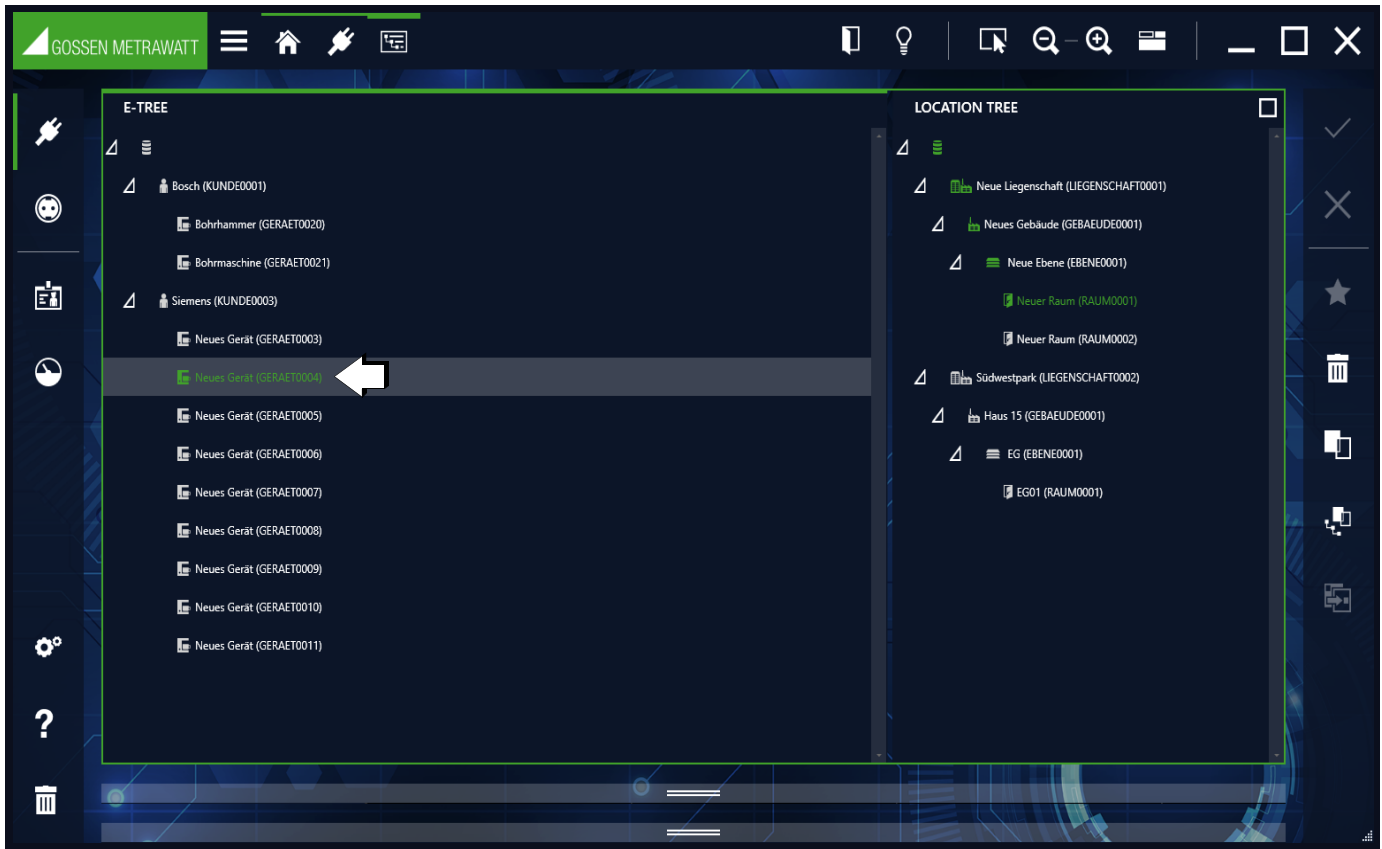 GOSSEN METRAWATT
E-TREE
Bosch (KUNDE0001)
Bohrhammer (GERAET0020)
Bohrmaschine (GERAET0021)
Siemens (KUNDE0003)
Neues Gerät (GERAET0003)
Neues Gerät (GERAET0004)
Neues Gerät (GERAET0005)
Neues Gerät (GERAET0006)
Neues Gerät (GERAET0007)
Neues Gerät (GERAET0008)
Neues Gerät (GERAET0009)
Neues Gerät (GERAET0010)
Neues Gerät (GERAET0011)
LOCATION TREE
Neue Liegenschaft (LIEGENSCHAFT0001)
Neues Gebäude (GEBAEUDE0001)
Neue Ebene (EBENE0001)
Neuer Raum (RAUM0001)
Neuer Raum (RAUM0002)
Südwestpark (LIEGENSCHAFT0002)
Haus 15 (GEBAEUDE0001)
EG (EBENE0001)
EG01 (RAUM0001)
?